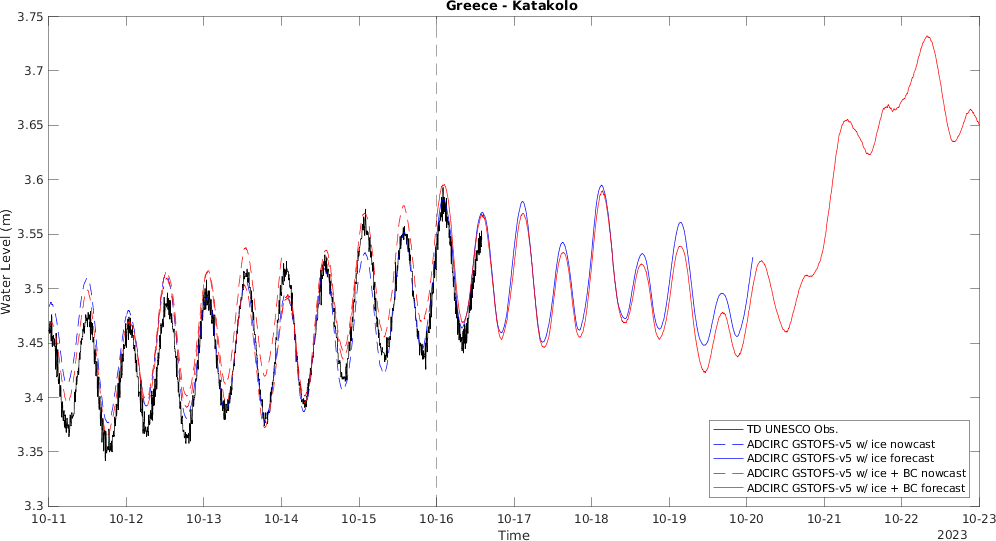 Greece - Katakolo
3.75
3.7
3.65
3.6
3.55
3.5
3.45
3.4
3.35
3.3
Water Level (m)
TD UNESCO Obs.
ADCIRC GSTOFS-v5 w/ ice nowcast
ADCIRC GSTOFS-v5 w/ ice forecast
ADCIRC GSTOFS-v5 w/ ice + BC nowcast
ADCIRC GSTOFS-v5 w/ ice + BC forecast
10-11 10-12 10-13 10-14 10-15 10-16 10-17 10-18 10-19 10-20 10-21 10-22 10-23
Time
2023